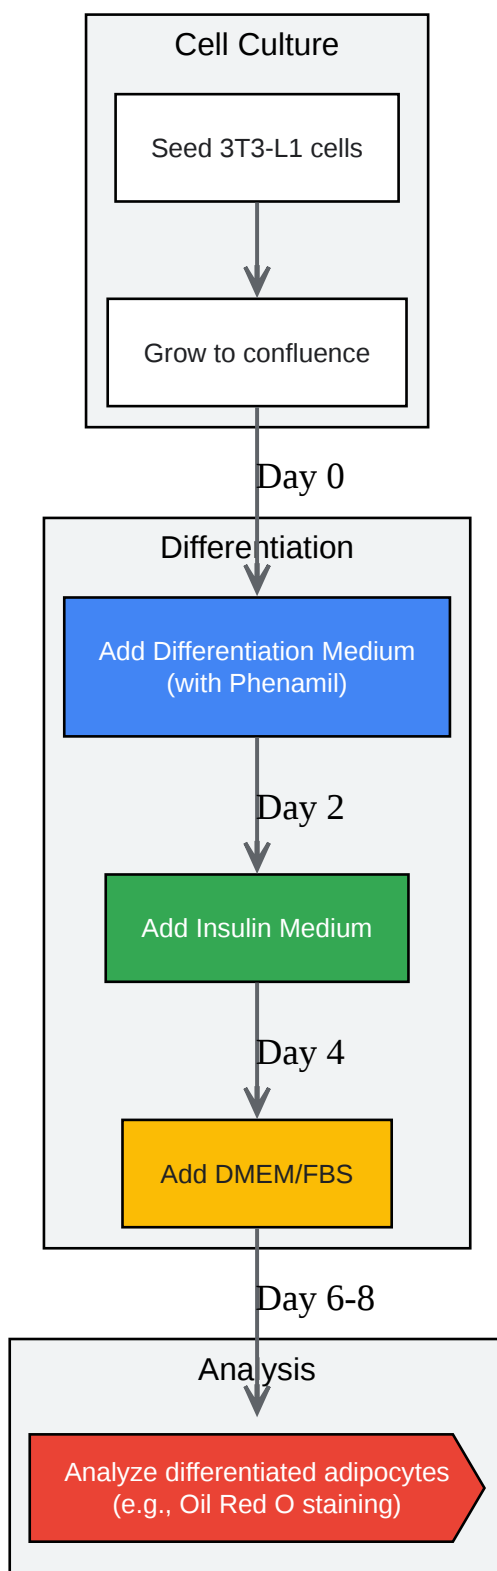 Cell Culture
Seed 3T3-L1 cells
Grow to confluence
Day 0
Differentiation
Add Differentiation Medium
(with Phenamil)
Day 2
Add Insulin Medium
Day 4
Add DMEM/FBS
Day 6-8
Analysis
Analyze differentiated adipocytes
(e.g., Oil Red O staining)